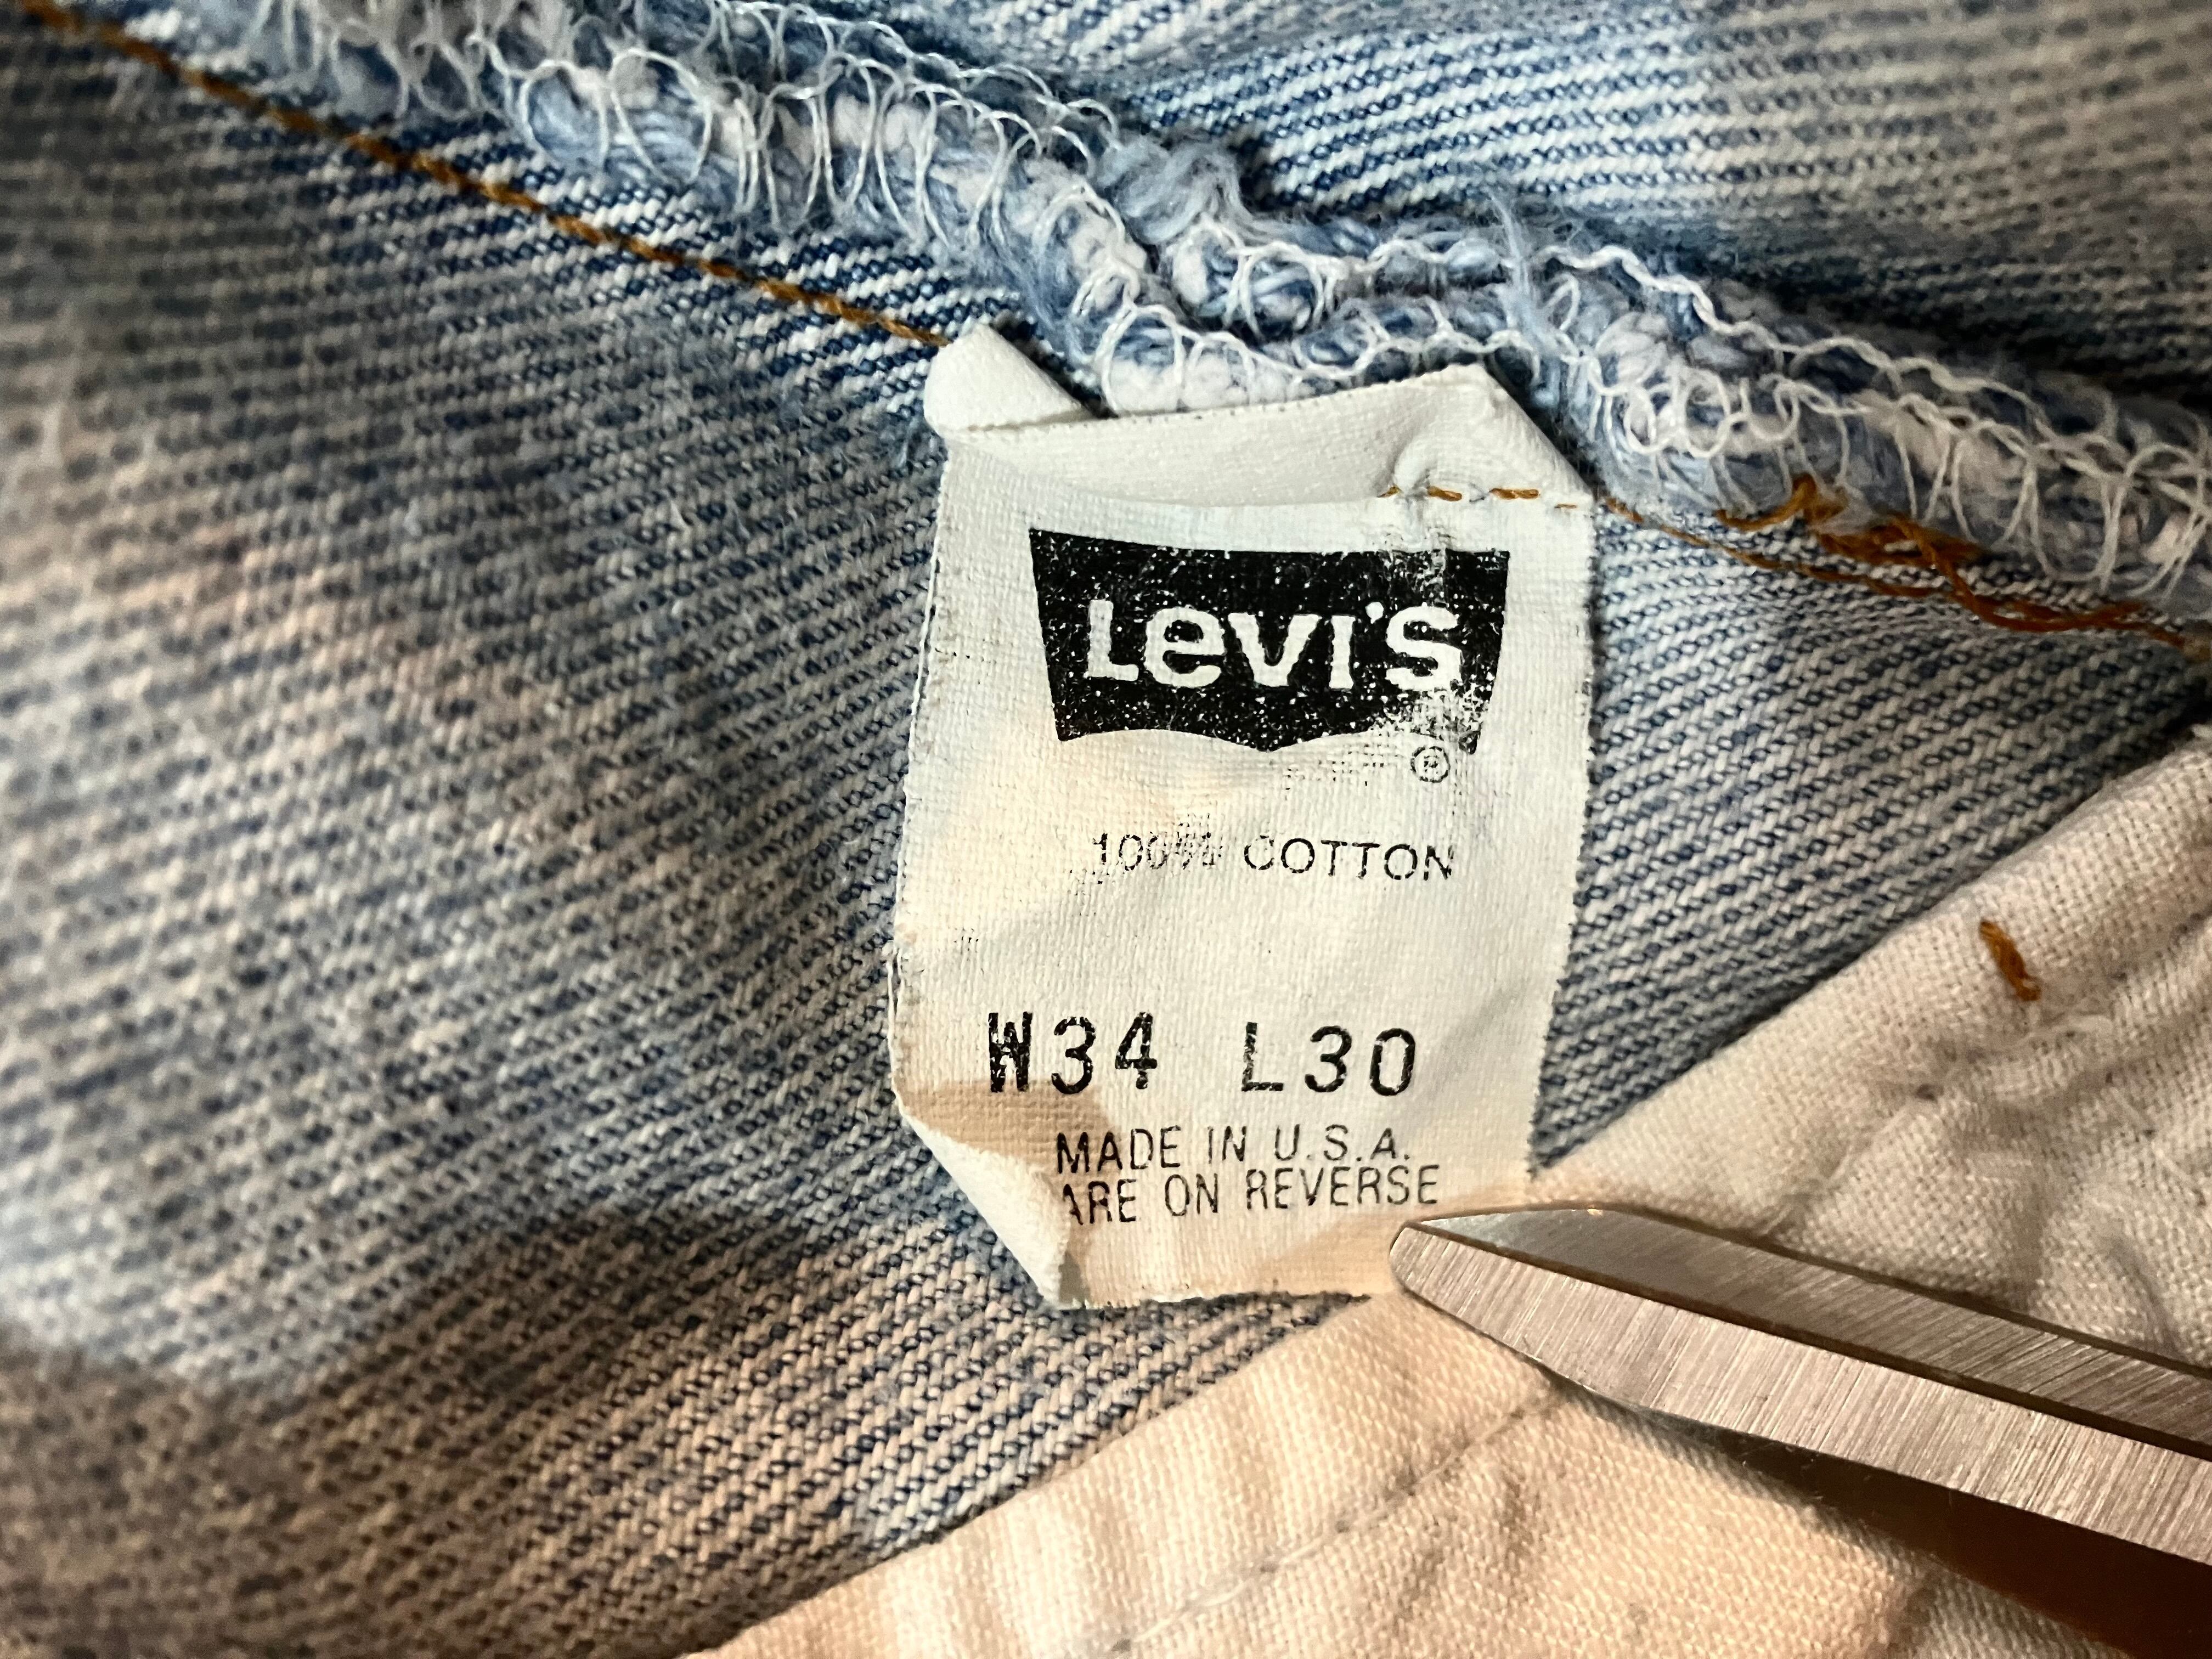 Levi's
®
100% COTTON
W34 L30
MADE IN U.S.A.
ARE ON REVERSE